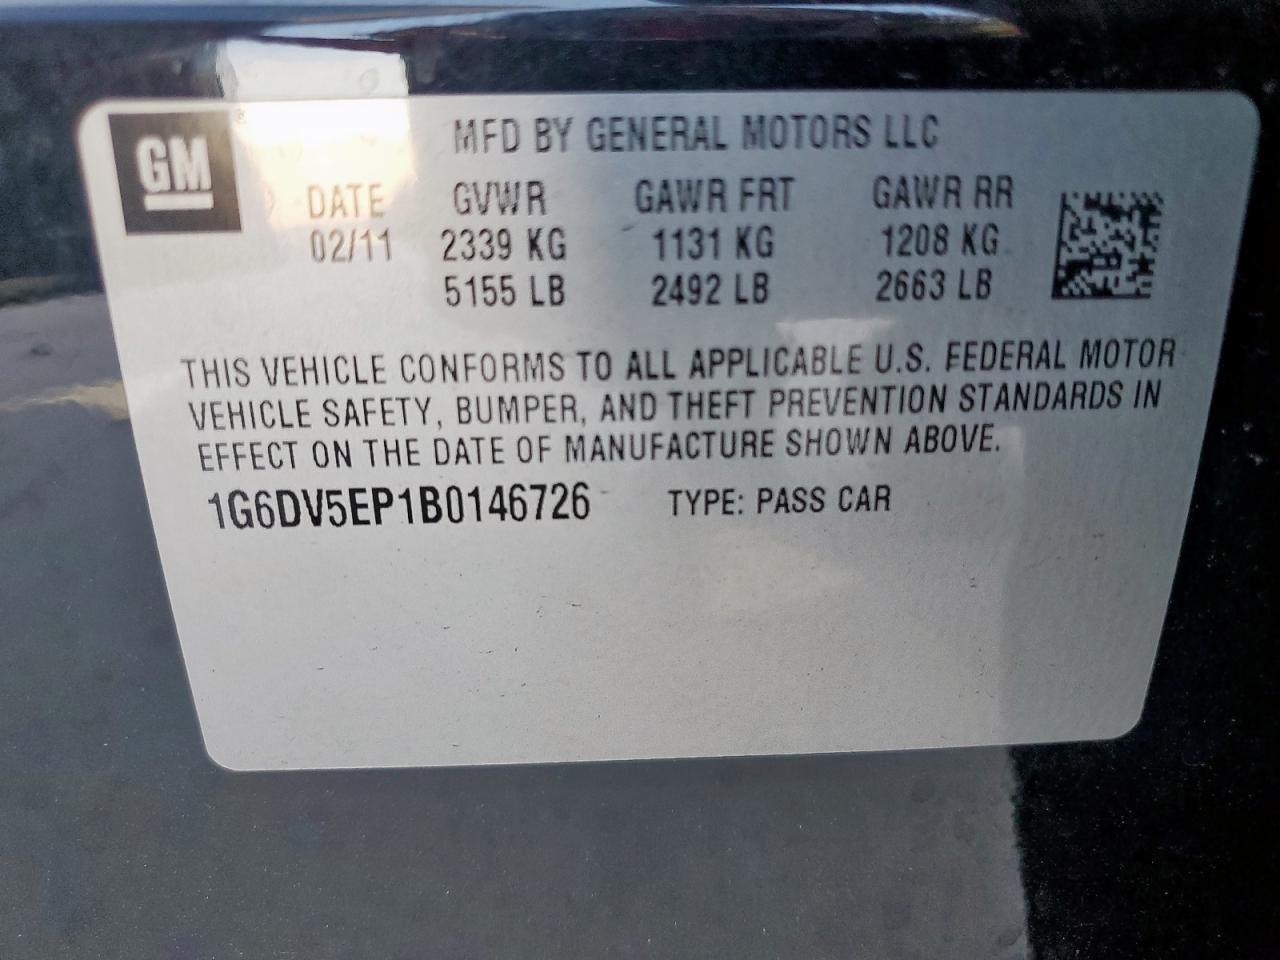 GM
MFD BY GENERAL MOTORS LLC
DATE GVWR GAWR FRT GAWR RR
02/11 2339 KG 1131 KG 1208 KG
5155 LB 2492 LB 2663 LB
THIS VEHICLE CONFORMS TO ALL APPLICABLE U.S. FEDERAL MOTOR
VEHICLE SAFETY, BUMPER, AND THEFT PREVENTION STANDARDS IN
EFFECT ON THE DATE OF MANUFACTURE SHOWN ABOVE.
1G6DV5EP1B0146726 TYPE: PASS CAR